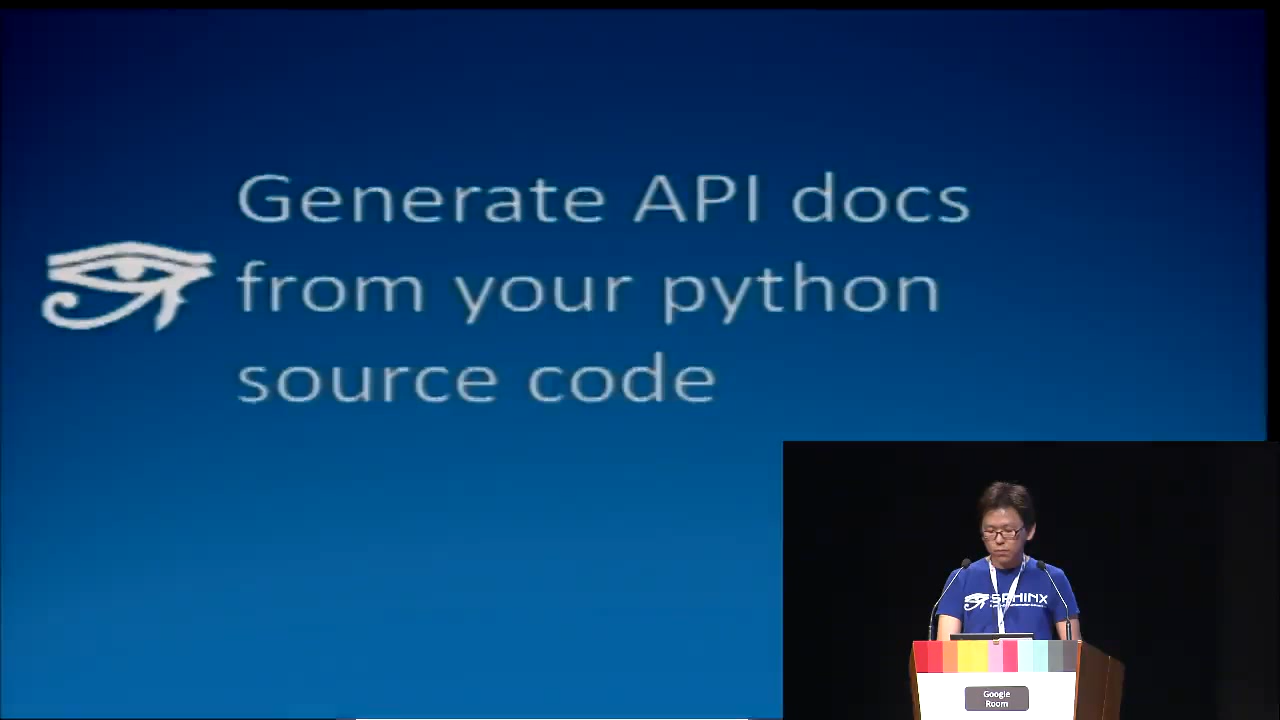 Generate API docs
from your python
source code
SPHINX
Google
Room